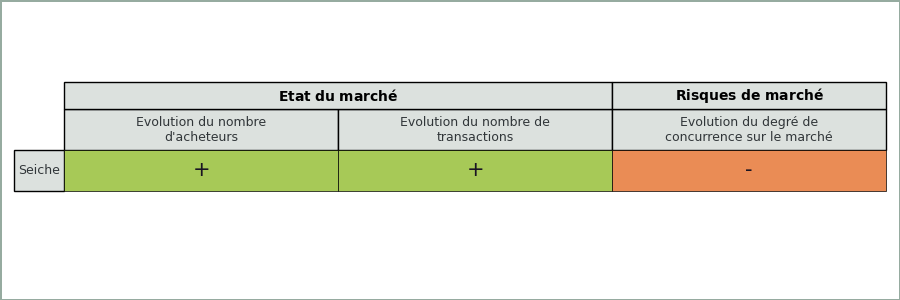 Etat du marché
Risques de marché
Evolution du nombre
d'acheteurs
Evolution du nombre de
transactions
Evolution du degré de
concurrence sur le marché
Seiche
+
+
-